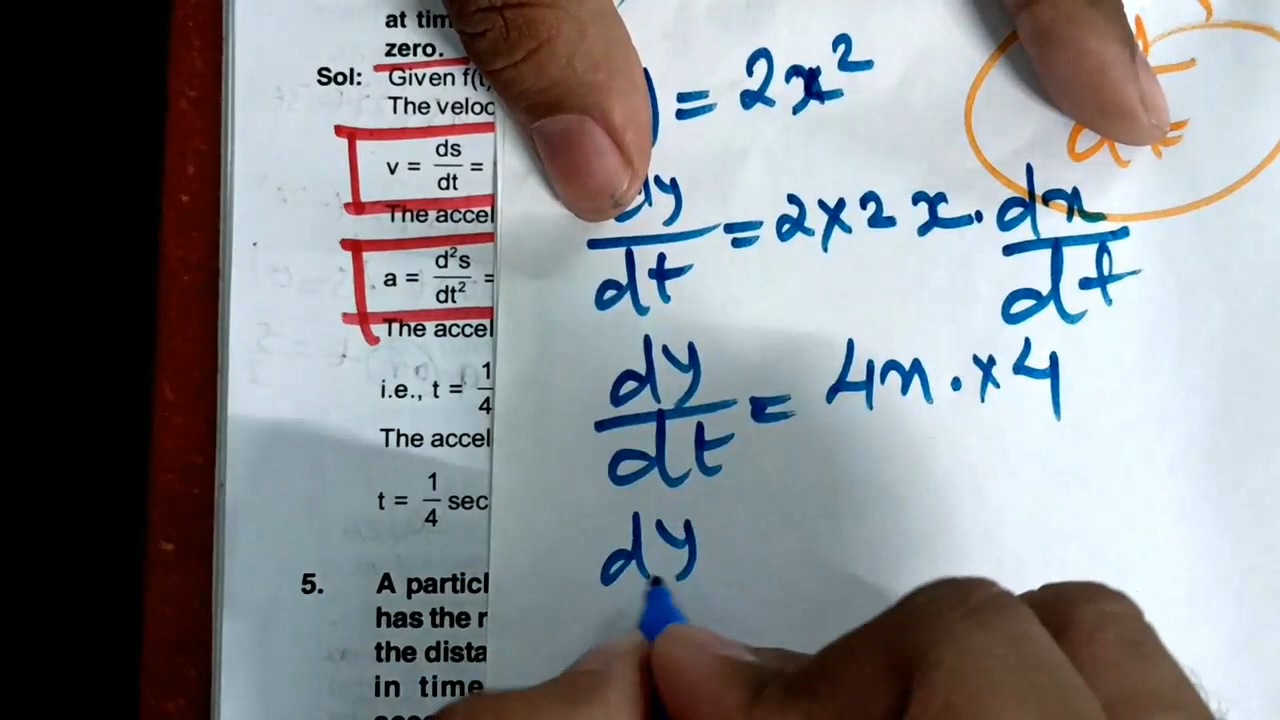 at tim
zero.
Sol: Given f(t)
The veloc
v = ds/dt =
The accel
a = d²s/dt² =
The accel
i.e., t = 1/4
The accel
t = 1/4 sec
5. A particl
has the r
the dista
in time
) = 2x²
dy/dt = 2×2x·dx/dt
dy/dt = 4x·×4
dy